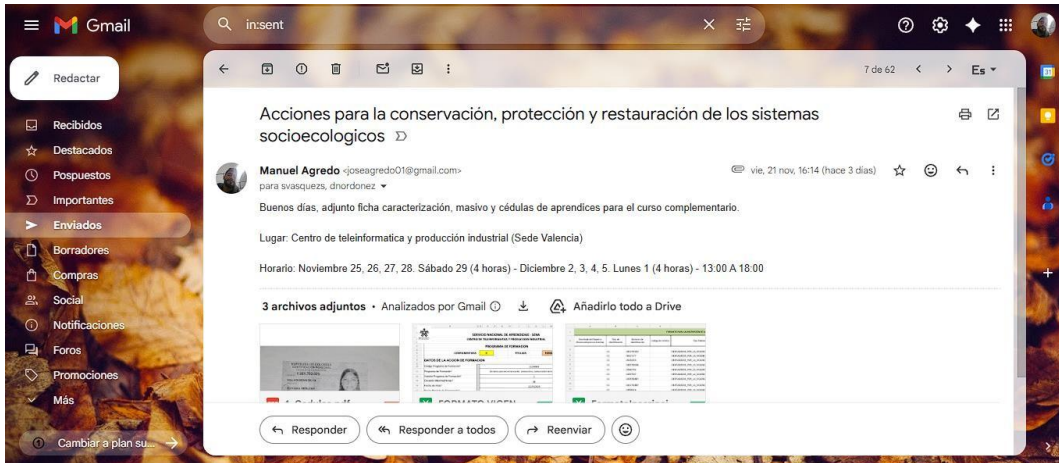 Gmail
in:sent
Redactar
7 de 62
Es
Recibidos
Destacados
Pospuestos
Importantes
Enviados
Borradores
Compras
Social
Notificaciones
Foros
Promociones
Más
Cambiar a plan su...
Acciones para la conservación, protección y restauración de los sistemas
socioecologicos
Manuel Agredo <joseagredo01@gmail.com>
vie, 21 nov, 16:14 (hace 3 días)
para svasquezs, dnordonez
Buenos días, adjunto ficha caracterización, masivo y cédulas de aprendices para el curso complementario.
Lugar: Centro de teleinformatica y producción industrial (Sede Valencia)
Horario: Noviembre 25, 26, 27, 28. Sábado 29 (4 horas) - Diciembre 2, 3, 4, 5. Lunes 1 (4 horas) - 13:00 A 18:00
3 archivos adjuntos • Analizados por Gmail
Añadirlo todo a Drive
Responder
Responder a todos
Reenviar